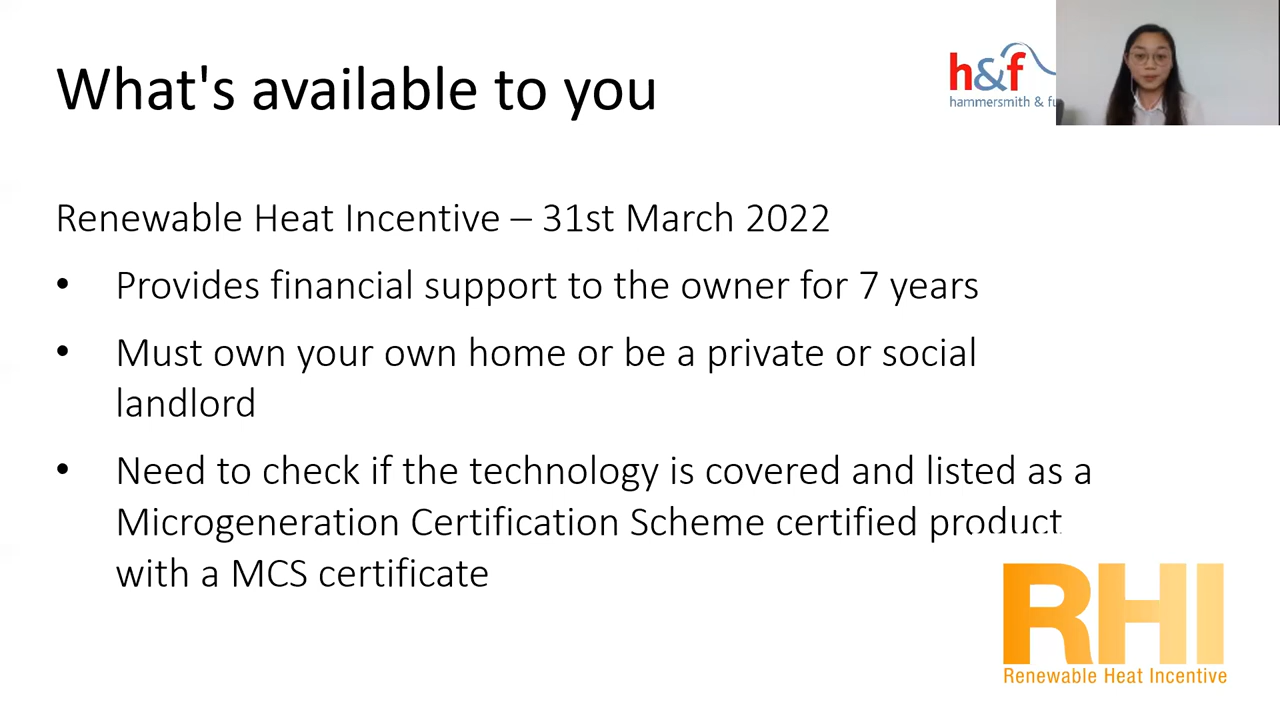 What's available to you
h&f
hammersmith & fu
Renewable Heat Incentive – 31st March 2022
• Provides financial support to the owner for 7 years
• Must own your own home or be a private or social
landlord
• Need to check if the technology is covered and listed as a
Microgeneration Certification Scheme certified product
with a MCS certificate
RHI
Renewable Heat Incentive